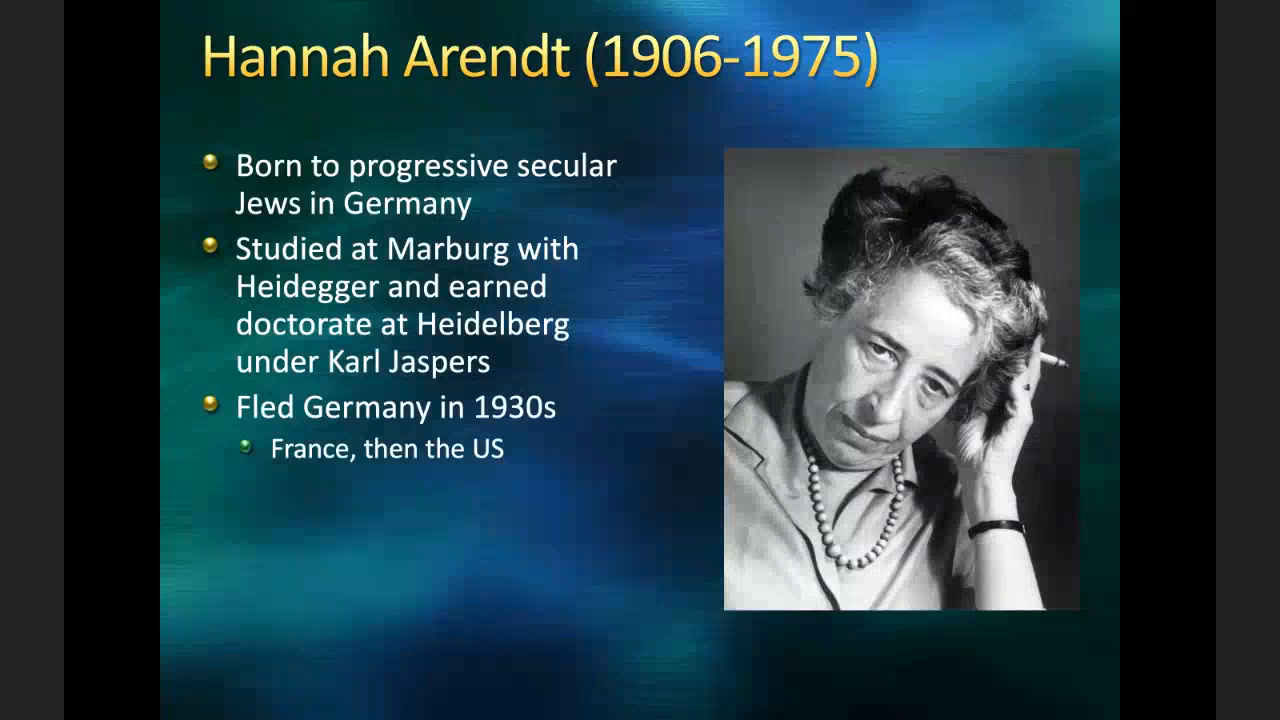 Hannah Arendt (1906-1975)
Born to progressive secular
Jews in Germany
Studied at Marburg with
Heidegger and earned
doctorate at Heidelberg
under Karl Jaspers
Fled Germany in 1930s
France, then the US